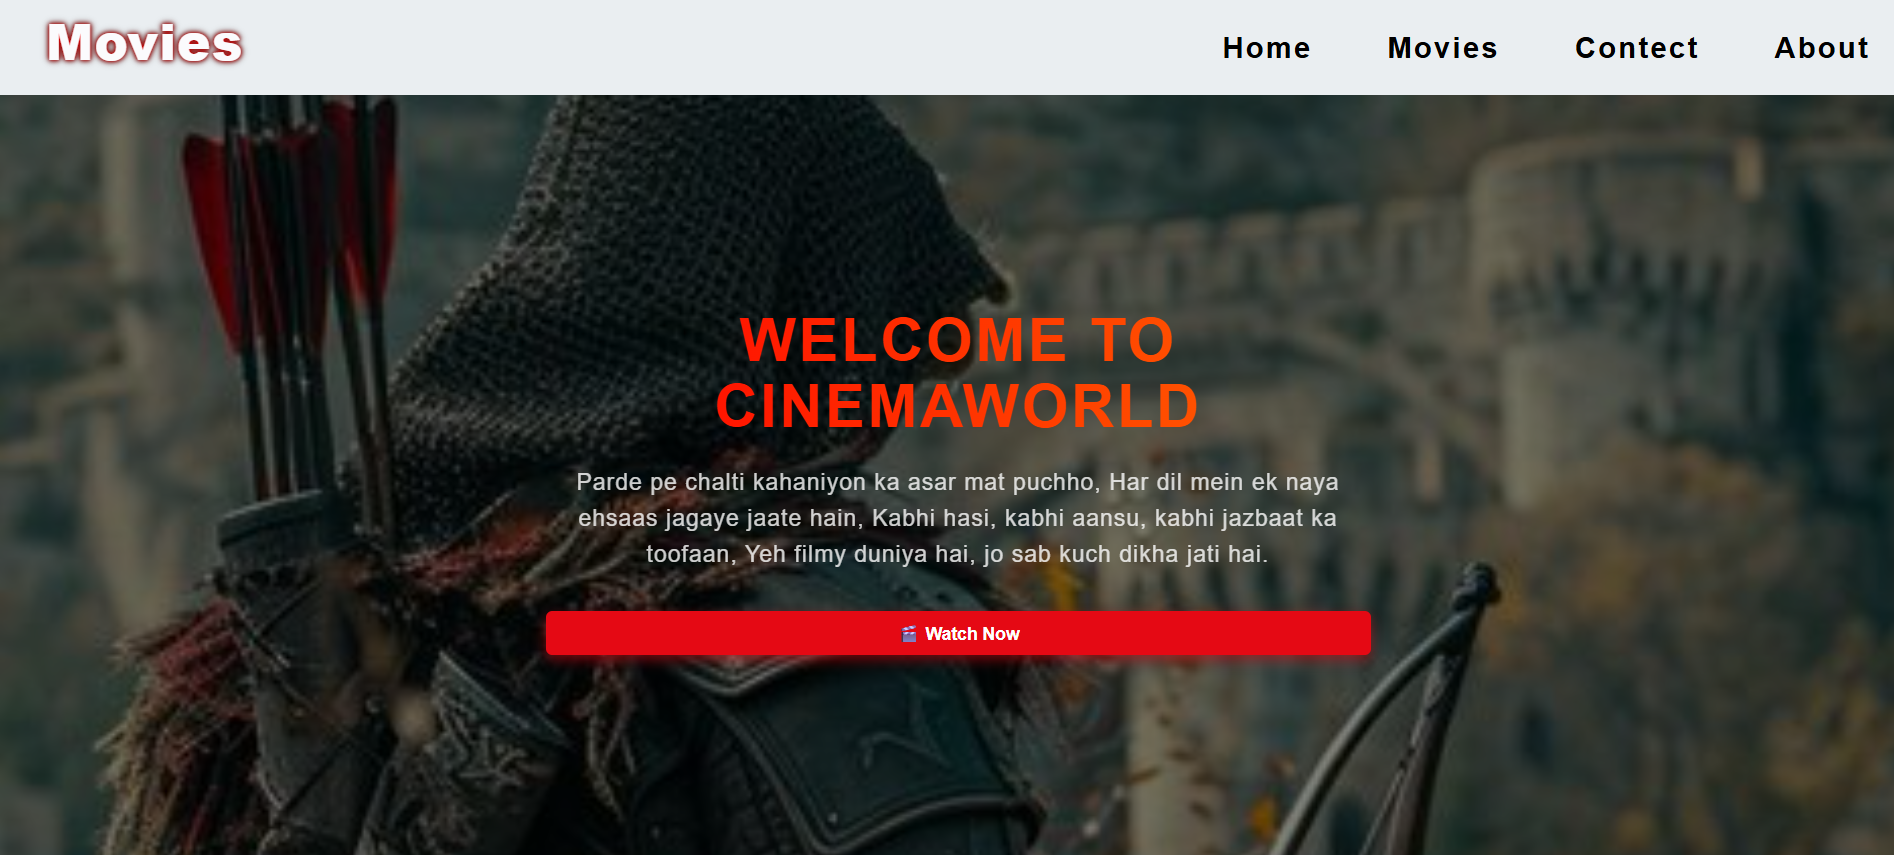 Movies
Home Movies Contect About
WELCOME TO
CINEMAWORLD
Parde pe chalti kahaniyon ka asar mat puchho, Har dil mein ek naya
ehsaas jagaye jaate hain, Kabhi hasi, kabhi aansu, kabhi jazbaat ka
toofaan, Yeh filmy duniya hai, jo sab kuch dikha jati hai.
🎬 Watch Now